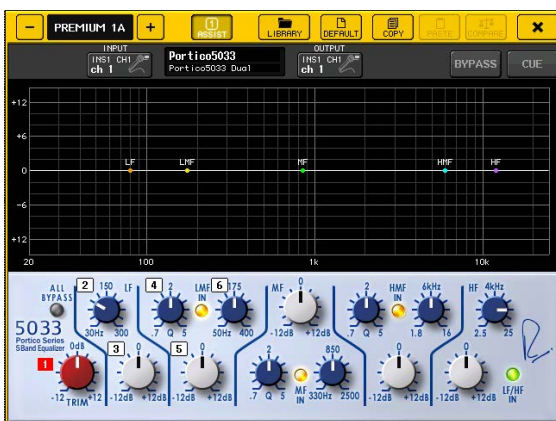 − PREMIUM 1A +
1 ASSIST
LIBRARY
DEFAULT
COPY
PASTE
COMPARE
×
INPUT
INS1 CH1
ch 1
Portico5033
Portico5033 Dual
OUTPUT
INS1 CH1
ch 1
BYPASS
CUE
+12
+6
0
−6
+12
LF
LMF
MF
HMF
HF
20 100 1k 10k
ALL BYPASS
5033
Portico Series
5Band Equalizer
1
0dB
-12 +12
TRIM
2
150 LF
30Hz 300
3
0
-12dB +12dB
4
2
.7 Q 5
LMF IN
6
175
50Hz 400
5
0
-12dB +12dB
MF
0
-12dB +12dB
2
.7 Q 5
MF IN
850
330Hz 2500
2
.7 Q 5
HMF IN
6kHz
1.8 16
0
-12dB +12dB
HF 4kHz
2.5 25
0
-12dB +12dB
LF/HF IN